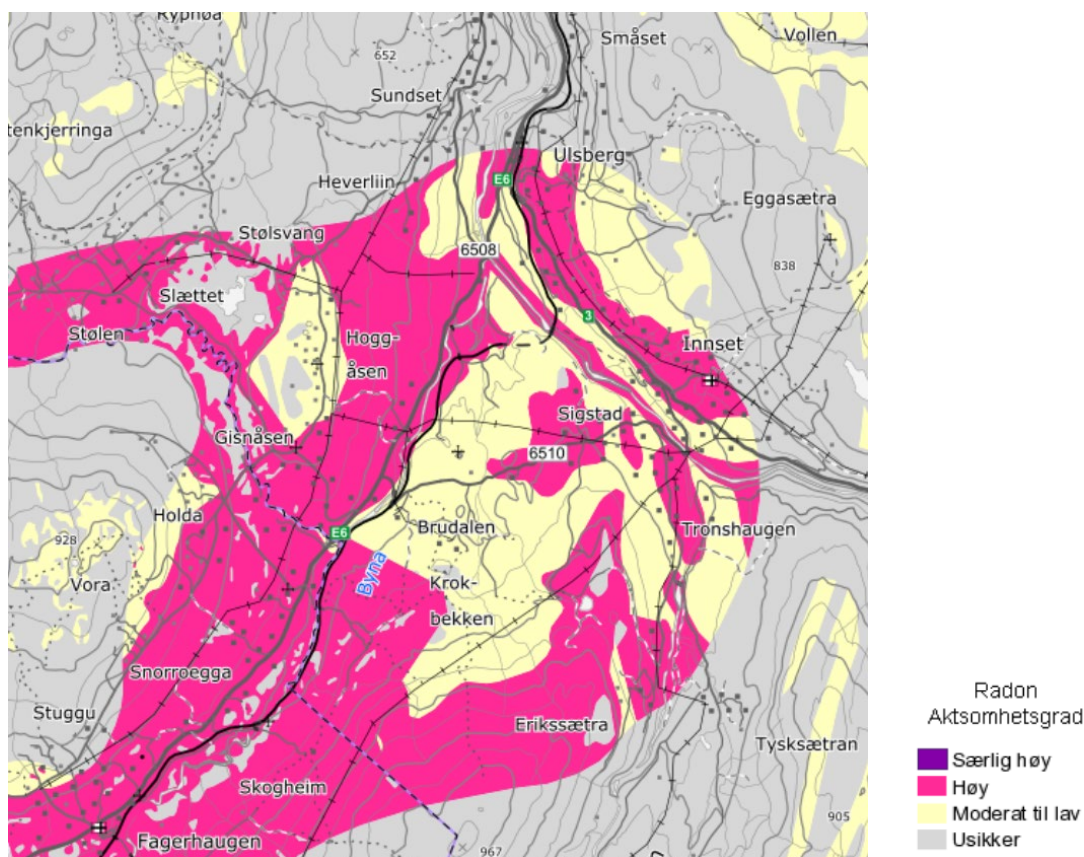 Ryphøa
Småset
Vollen
652
Sundset
tenkjerringa
Ulsberg
Heverliin
E6
Eggasætra
Stølsvang
6508
838
Slættet
3
Stølen
Hogg-
åsen
Innset
Sigstad
Gisnåsen
6510
Holda
Brudalen
Tronshaugen
E6
928
Byna
Vora
Krok-
bekken
Snorroegga
Stuggu
Erikssætra
Tysksætran
Skogheim
905
Fagerhaugen
967
Radon
Aktsomhetsgrad
Særlig høy
Høy
Moderat til lav
Usikker